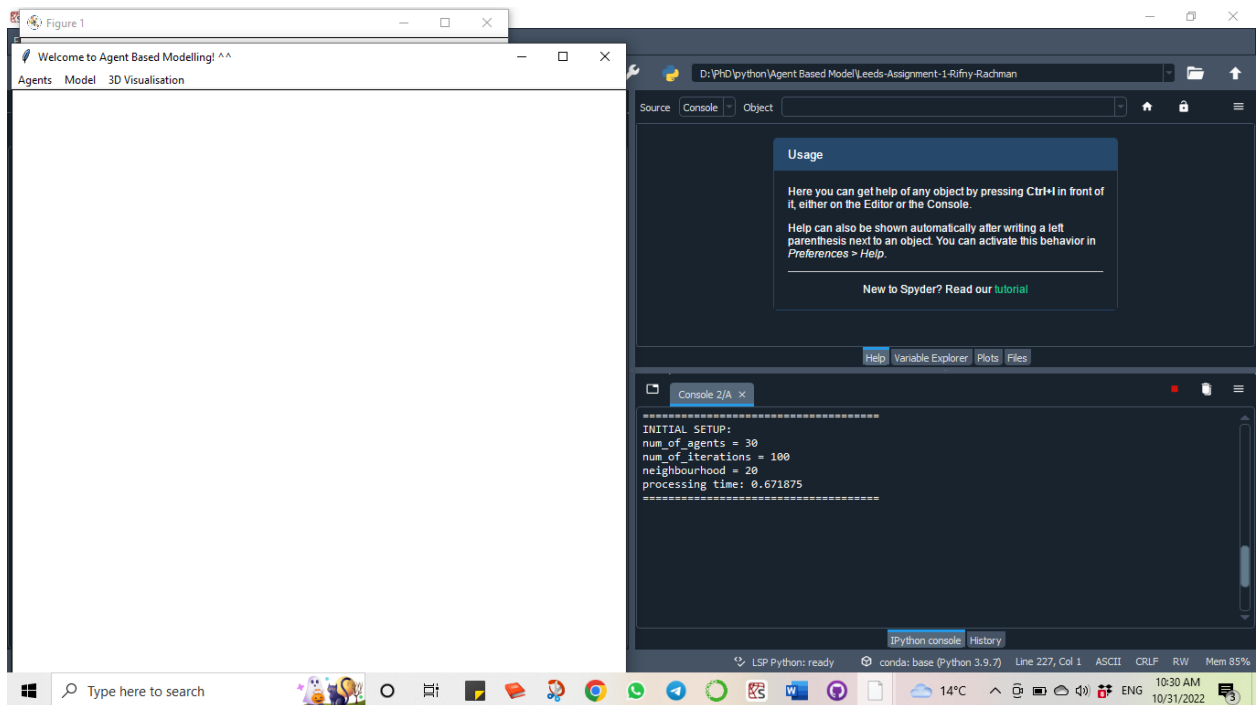 Figure 1
Welcome to Agent Based Modelling! ^^
Agents Model 3D Visualisation
D:\PhD\python\Agent Based Model\Leeds-Assignment-1-Rifny-Rachman
Source Console Object
Usage
Here you can get help of any object by pressing Ctrl+I in front of
it, either on the Editor or the Console.
Help can also be shown automatically after writing a left
parenthesis next to an object. You can activate this behavior in
Preferences > Help.
New to Spyder? Read our tutorial
Help Variable Explorer Plots Files
Console 2/A
=====================================
INITIAL SETUP:
num_of_agents = 30
num_of_iterations = 100
neighbourhood = 20
processing time: 0.671875
=====================================
IPython console History
LSP Python: ready conda: base (Python 3.9.7) Line 227, Col 1 ASCII CRLF RW Mem 85%
Type here to search
14°C ENG
10:30 AM
10/31/2022
3